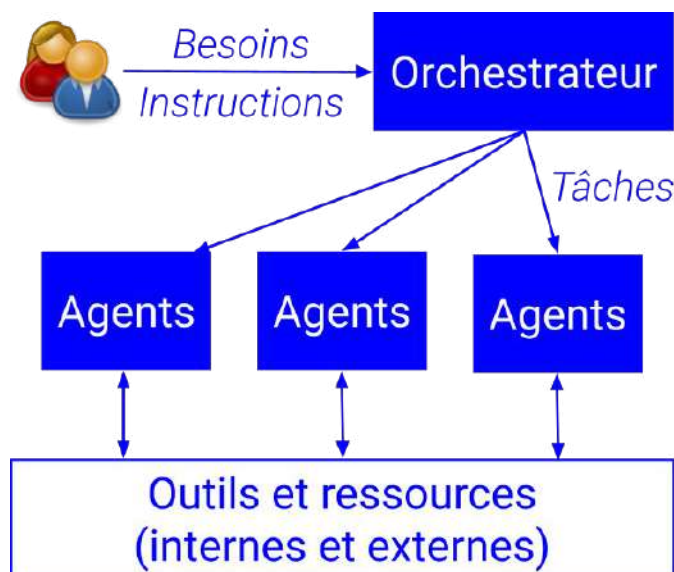 Besoins
Instructions
Orchestrateur
Tâches
Agents
Agents
Agents
Outils et ressources
(internes et externes)